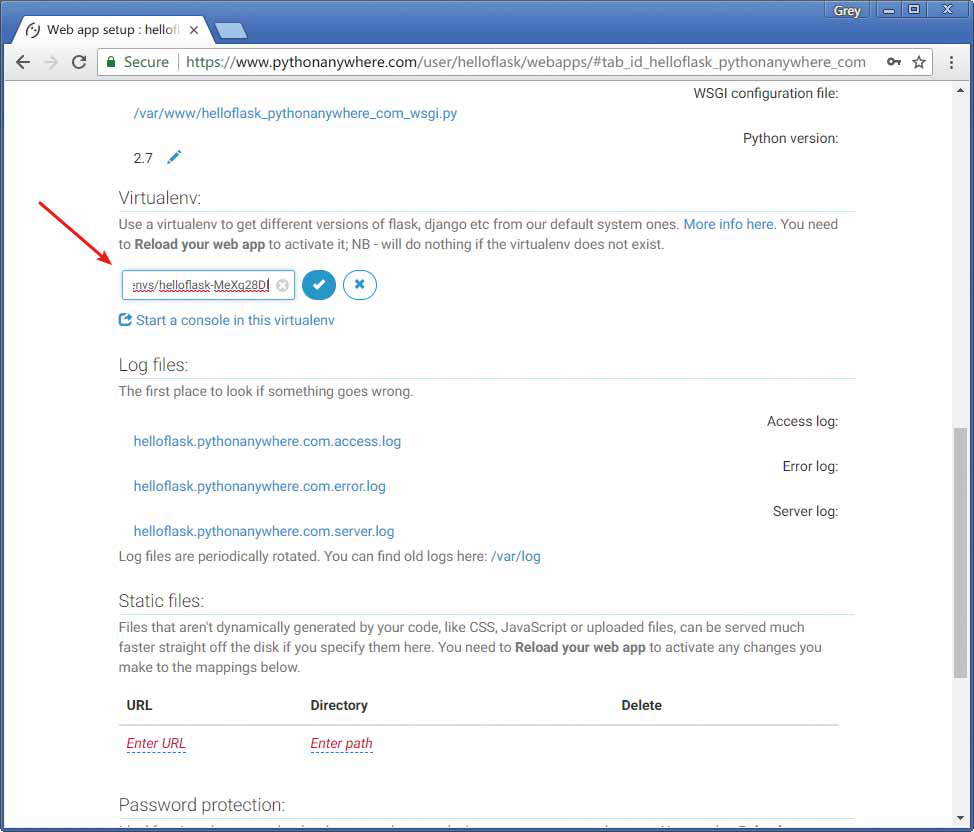 Grey
Web app setup : hellofl
Secure https://www.pythonanywhere.com/user/helloflask/webapps/#tab_id_helloflask_pythonanywhere_com
WSGI configuration file:
/var/www/helloflask_pythonanywhere_com_wsgi.py
Python version:
2.7
Virtualenv:
Use a virtualenv to get different versions of flask, django etc from our default system ones. More info here. You need
to Reload your web app to activate it; NB - will do nothing if the virtualenv does not exist.
envs/helloflask-MeXq28DI
Start a console in this virtualenv
Log files:
The first place to look if something goes wrong.
Access log:
helloflask.pythonanywhere.com.access.log
Error log:
helloflask.pythonanywhere.com.error.log
Server log:
helloflask.pythonanywhere.com.server.log
Log files are periodically rotated. You can find old logs here: /var/log
Static files:
Files that aren't dynamically generated by your code, like CSS, JavaScript or uploaded files, can be served much
faster straight off the disk if you specify them here. You need to Reload your web app to activate any changes you
make to the mappings below.
URL Directory Delete
Enter URL Enter path
Password protection: